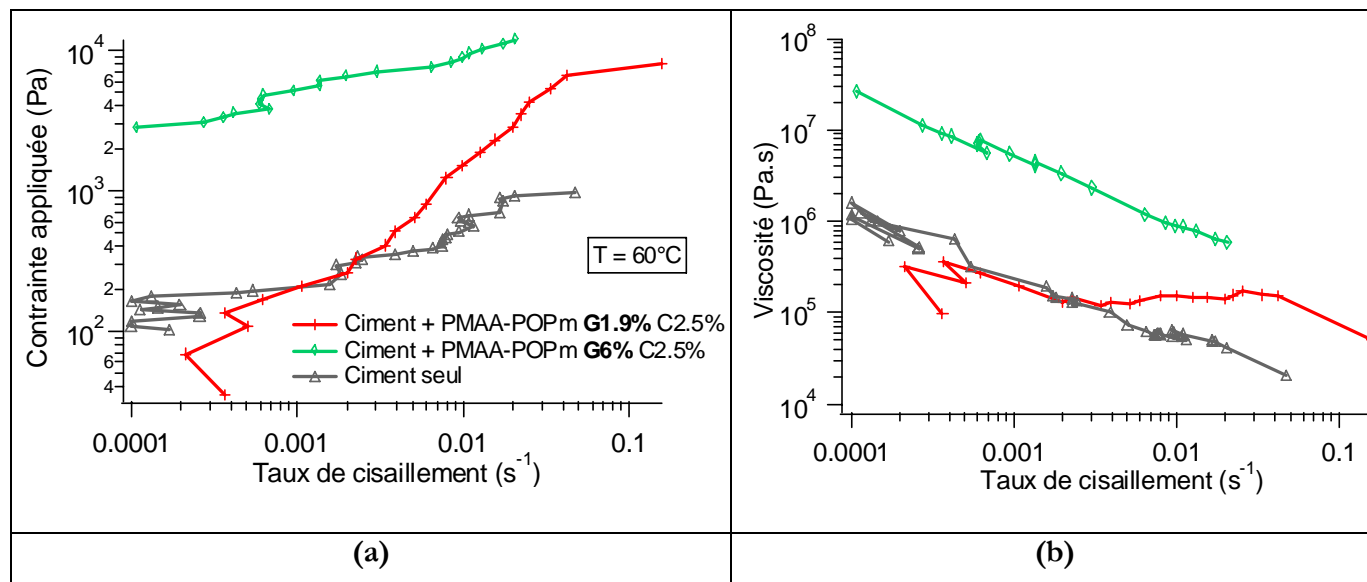 Contrainte appliquée (Pa)
10⁴
6
4
2
10³
6
4
2
10²
6
4
T = 60°C
Ciment + PMAA-POPm G1.9% C2.5%
Ciment + PMAA-POPm G6% C2.5%
Ciment seul
0.0001
0.001
0.01
0.1
Taux de cisaillement (s⁻¹)
Viscosité (Pa.s)
10⁸
10⁷
10⁶
10⁵
10⁴
0.0001
0.001
0.01
0.1
Taux de cisaillement (s⁻¹)
(a)
(b)